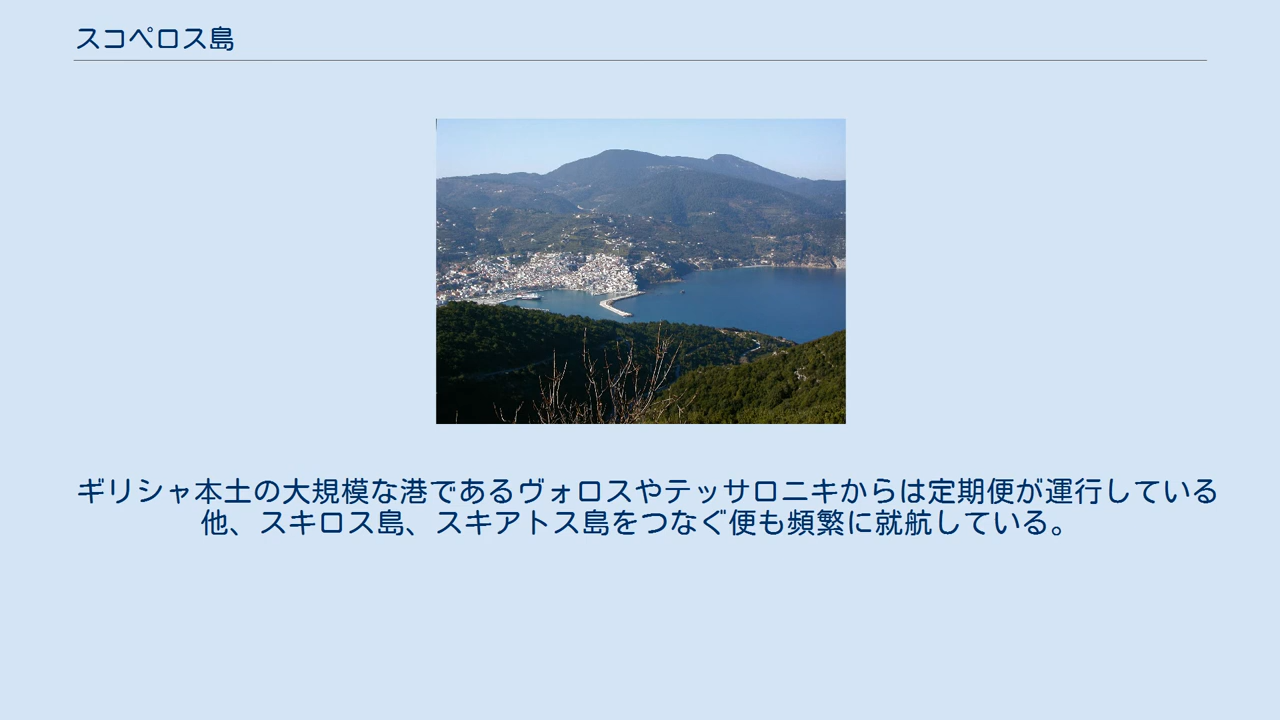 スコペロス島
ギリシャ本土の大規模な港であるヴォロスやテッサロニキからは定期便が運行している
他、スキロス島、スキアトス島をつなぐ便も頻繁に就航している。